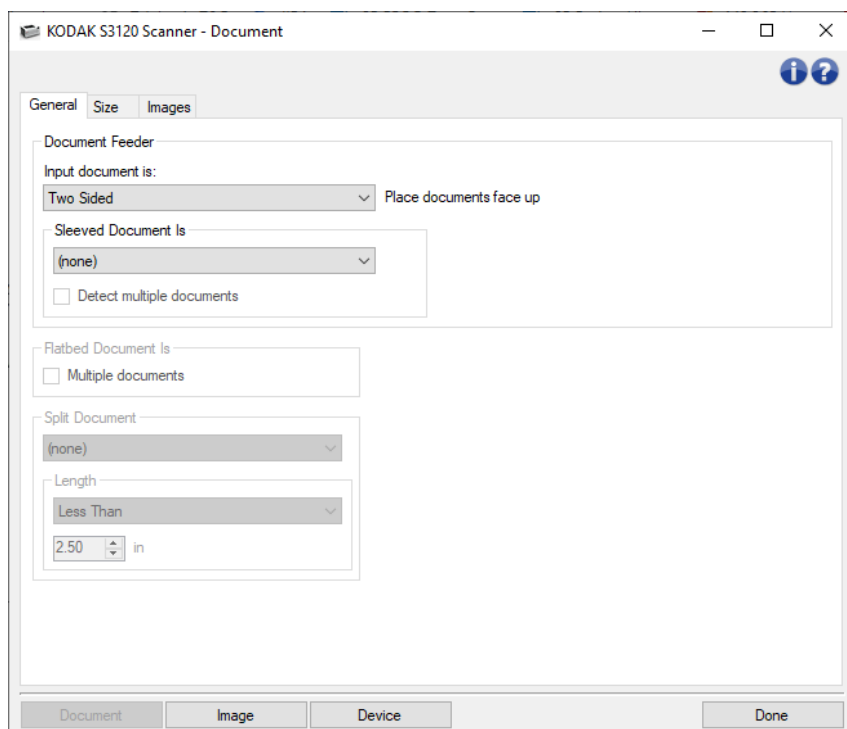 KODAK S3120 Scanner - Document
General Size Images
Document Feeder
Input document is:
Two Sided Place documents face up
Sleeved Document Is
(none)
Detect multiple documents
Flatbed Document Is
Multiple documents
Split Document
(none)
Length
Less Than
2.50 in
Document Image Device Done